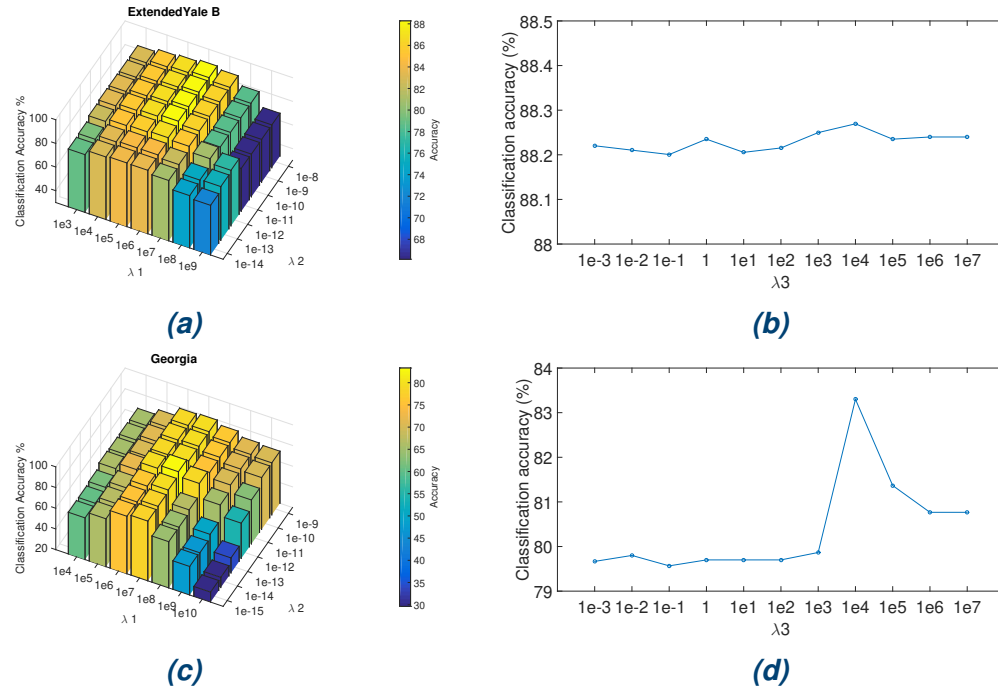 ExtendedYale B
Classification Accuracy %
100
80
60
40
1e3
1e4
1e5
1e6
1e7
1e8
1e9
λ 1
1e-8
1e-9
1e-10
1e-11
1e-12
1e-13
1e-14
λ 2
88
86
84
82
80
78
76
74
72
70
68
Accuracy
(a)
Classification accuracy (%)
88.5
88.4
88.3
88.2
88.1
88
1e-3 1e-2 1e-1 1 1e1 1e2 1e3 1e4 1e5 1e6 1e7
λ3
(b)
Georgia
Classification Accuracy %
100
80
60
40
20
1e4
1e5
1e6
1e7
1e8
1e9
1e10
λ 1
1e-9
1e-10
1e-11
1e-12
1e-13
1e-14
1e-15
λ 2
80
75
70
65
60
55
50
45
40
35
30
Accuracy
(c)
Classification accuracy (%)
84
83
82
81
80
79
1e-3 1e-2 1e-1 1 1e1 1e2 1e3 1e4 1e5 1e6 1e7
λ3
(d)